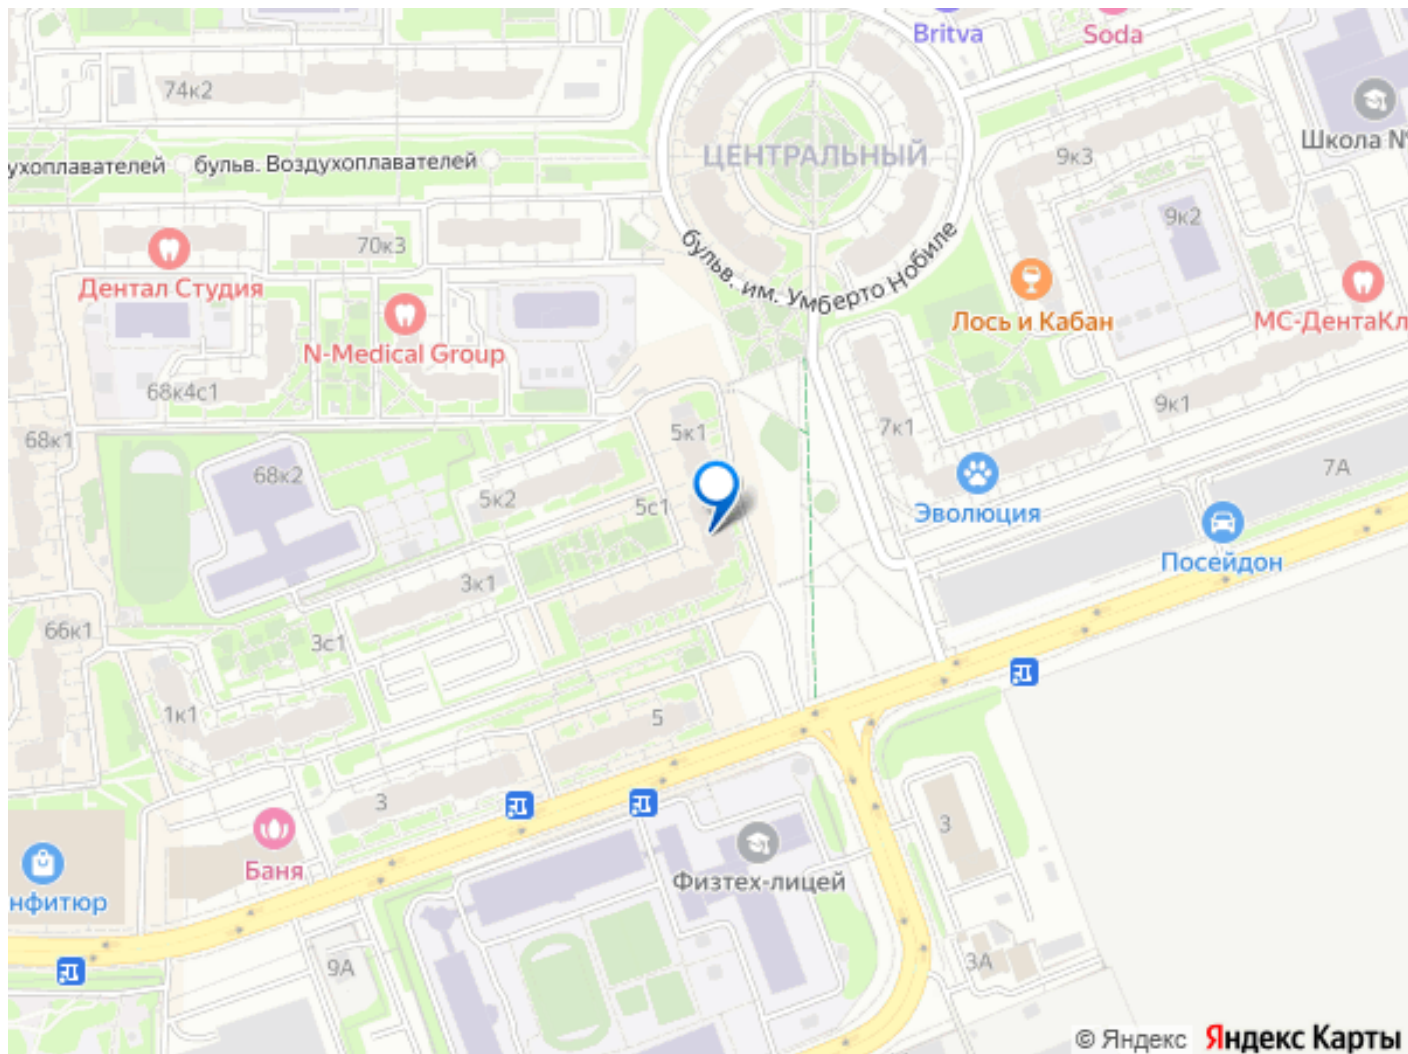 Britva
Soda
74к2
Школа №
ухоплавателей
бульв. Воздухоплавателей
ЦЕНТРАЛЬНЫЙ
9к3
9к2
70к3
бульв. им. Умберто Нобиле
Дентал Студия
Лось и Кабан
МС-ДентаКл
N-Medical Group
68к4с1
9к1
7к1
68к1
5к1
7А
68к2
5к2
5с1
Эволюция
Посейдон
3к1
66к1
3с1
1к1
5
3
3
Баня
Физтех-лицей
нфитюр
9А
3А
© Яндекс Яндекс Карты